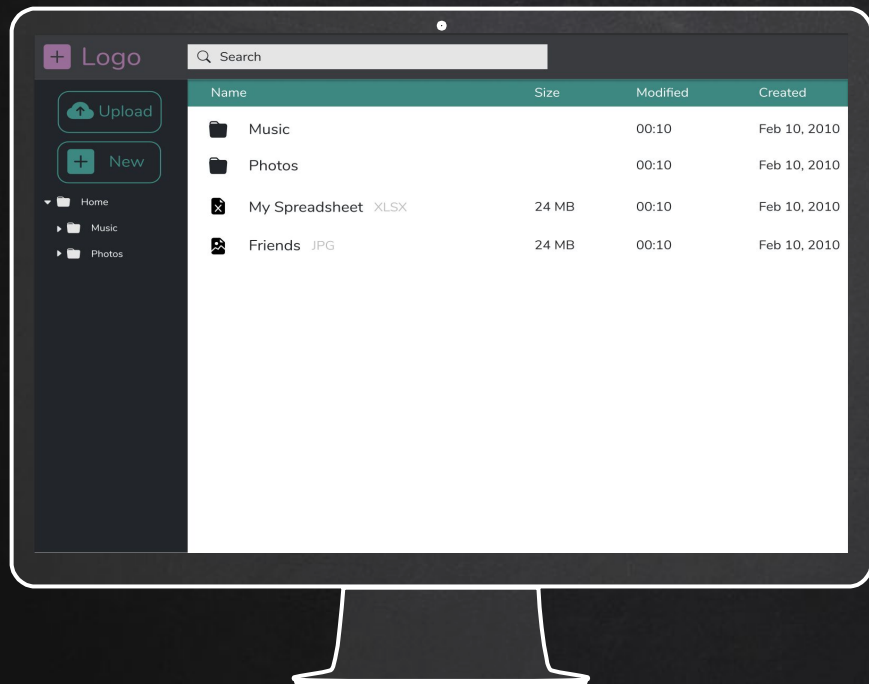 Logo
Search
Upload
New
Home
Music
Photos
Name Size Modified Created
Music 00:10 Feb 10, 2010
Photos 00:10 Feb 10, 2010
My Spreadsheet XLSX 24 MB 00:10 Feb 10, 2010
Friends JPG 24 MB 00:10 Feb 10, 2010